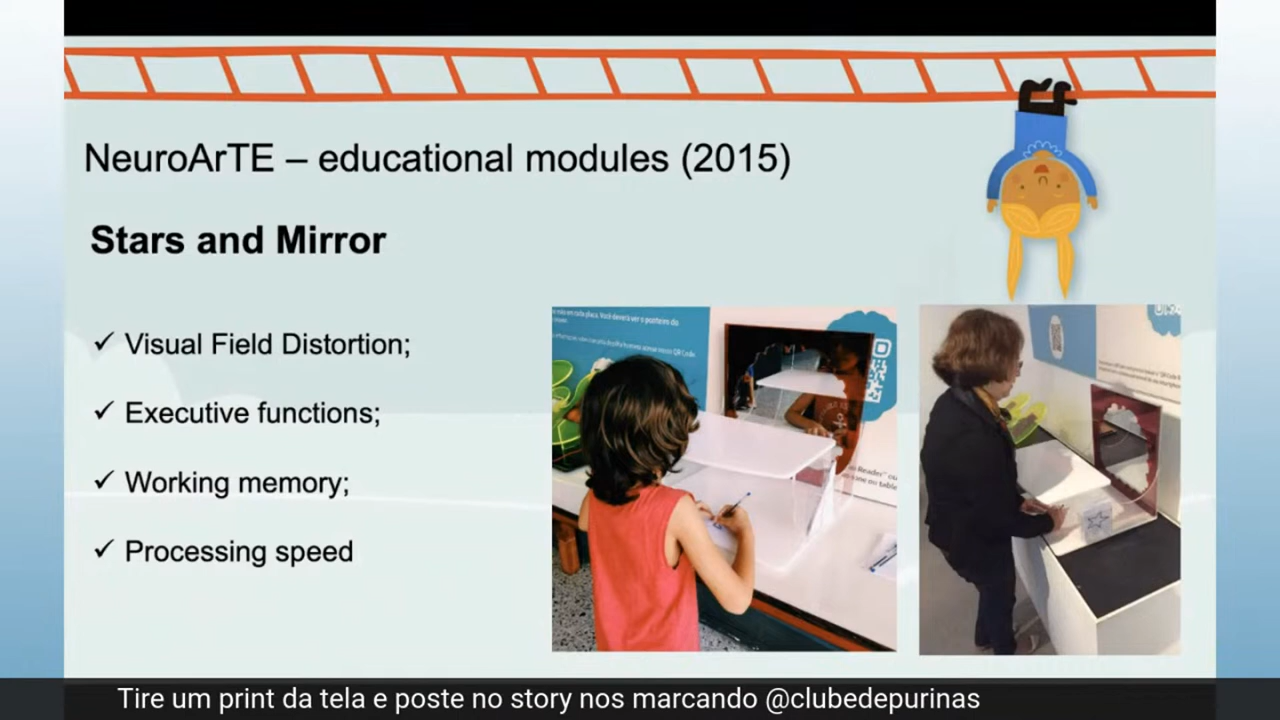 NeuroArTE – educational modules (2015)
Stars and Mirror
✓ Visual Field Distortion;
✓ Executive functions;
✓ Working memory;
✓ Processing speed
Tire um print da tela e poste no story nos marcando @clubedepurinas